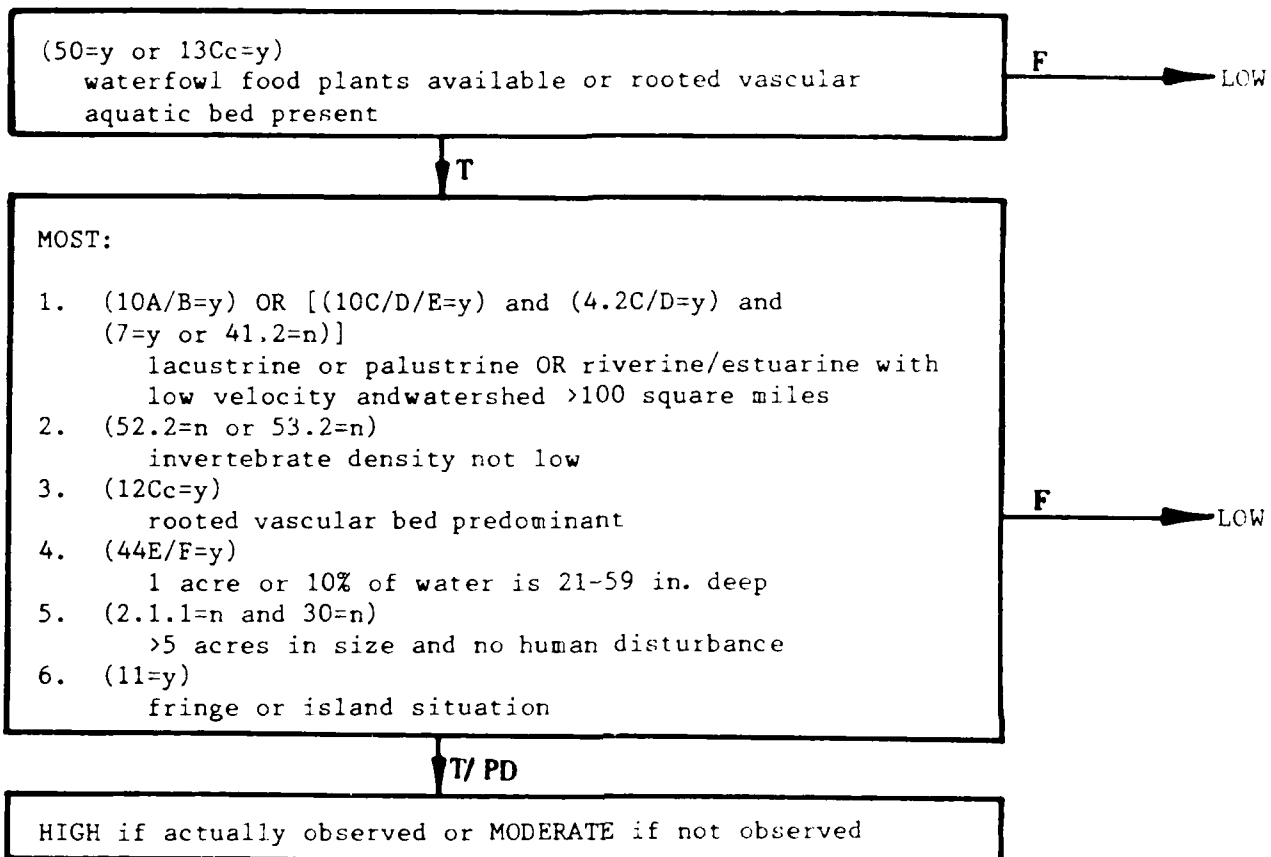 (50=y or 13Cc=y)
waterfowl food plants available or rooted vascular
aquatic bed present
F
LOW
T
MOST:
1. (10A/B=y) OR [(10C/D/E=y) and (4.2C/D=y) and
(7=y or 41.2=n)]
lacustrine or palustrine OR riverine/estuarine with
low velocity andwatershed >100 square miles
2. (52.2=n or 53.2=n)
invertebrate density not low
3. (12Cc=y)
rooted vascular bed predominant
4. (44E/F=y)
1 acre or 10% of water is 21-59 in. deep
5. (2.1.1=n and 30=n)
>5 acres in size and no human disturbance
6. (11=y)
fringe or island situation
F
LOW
T/ PD
HIGH if actually observed or MODERATE if not observed